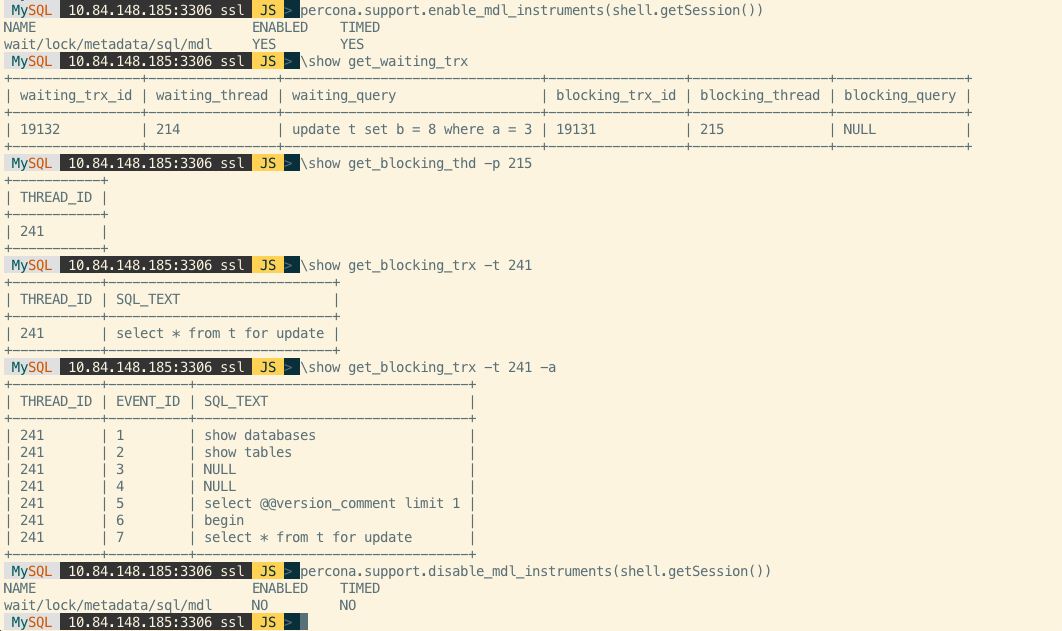 MySQL 10.84.148.185:3306 ssl JS > percona.support.enable_mdl_instruments(shell.getSession())
NAME ENABLED TIMED
wait/lock/metadata/sql/mdl YES YES
MySQL 10.84.148.185:3306 ssl JS > \show get_waiting_trx
+----------------+----------------+--------------------------------+-----------------+-----------------+----------------+
| waiting_trx_id | waiting_thread | waiting_query | blocking_trx_id | blocking_thread | blocking_query |
+----------------+----------------+--------------------------------+-----------------+-----------------+----------------+
| 19132 | 214 | update t set b = 8 where a = 3 | 19131 | 215 | NULL |
+----------------+----------------+--------------------------------+-----------------+-----------------+----------------+
MySQL 10.84.148.185:3306 ssl JS > \show get_blocking_thd -p 215
+-----------+
| THREAD_ID |
+-----------+
| 241 |
+-----------+
MySQL 10.84.148.185:3306 ssl JS > \show get_blocking_trx -t 241
+-----------+----------------------------+
| THREAD_ID | SQL_TEXT |
+-----------+----------------------------+
| 241 | select * from t for update |
+-----------+----------------------------+
MySQL 10.84.148.185:3306 ssl JS > \show get_blocking_trx -t 241 -a
+-----------+----------+----------------------------------+
| THREAD_ID | EVENT_ID | SQL_TEXT |
+-----------+----------+----------------------------------+
| 241 | 1 | show databases |
| 241 | 2 | show tables |
| 241 | 3 | NULL |
| 241 | 4 | NULL |
| 241 | 5 | select @@version_comment limit 1 |
| 241 | 6 | begin |
| 241 | 7 | select * from t for update |
+-----------+----------+----------------------------------+
MySQL 10.84.148.185:3306 ssl JS > percona.support.disable_mdl_instruments(shell.getSession())
NAME ENABLED TIMED
wait/lock/metadata/sql/mdl NO NO
MySQL 10.84.148.185:3306 ssl JS >